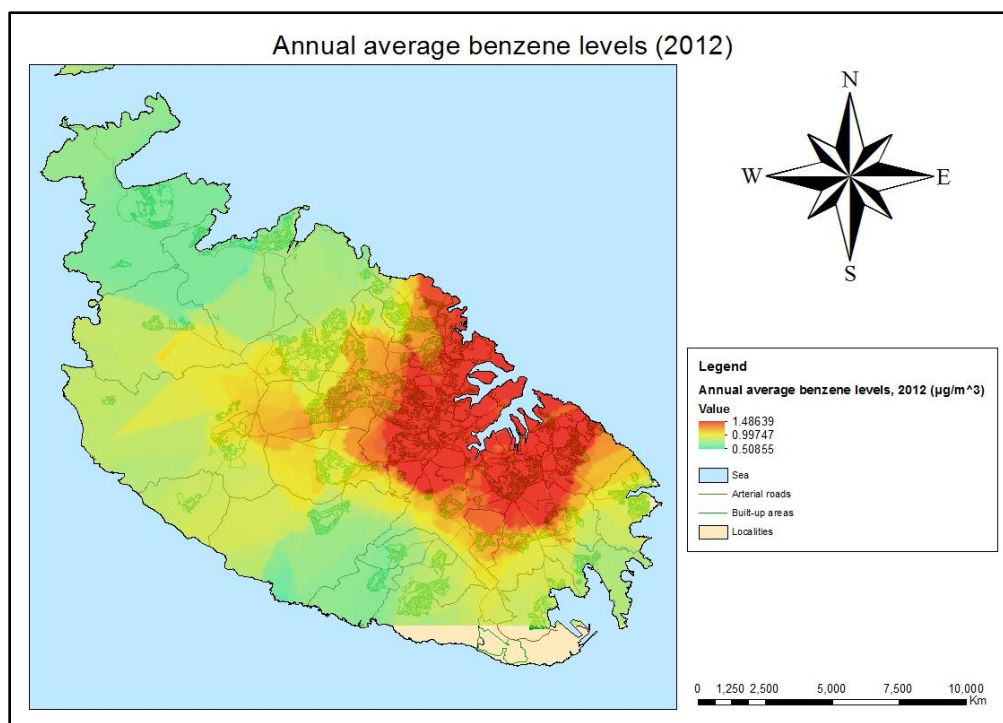 Annual average benzene levels (2012)
N
W
E
S
Legend
Annual average benzene levels, 2012 (µg/m^3)
Value
1.48639
0.99747
0.50855
Sea
Arterial roads
Built-up areas
Localities
0 1,250 2,500 5,000 7,500 10,000
Km